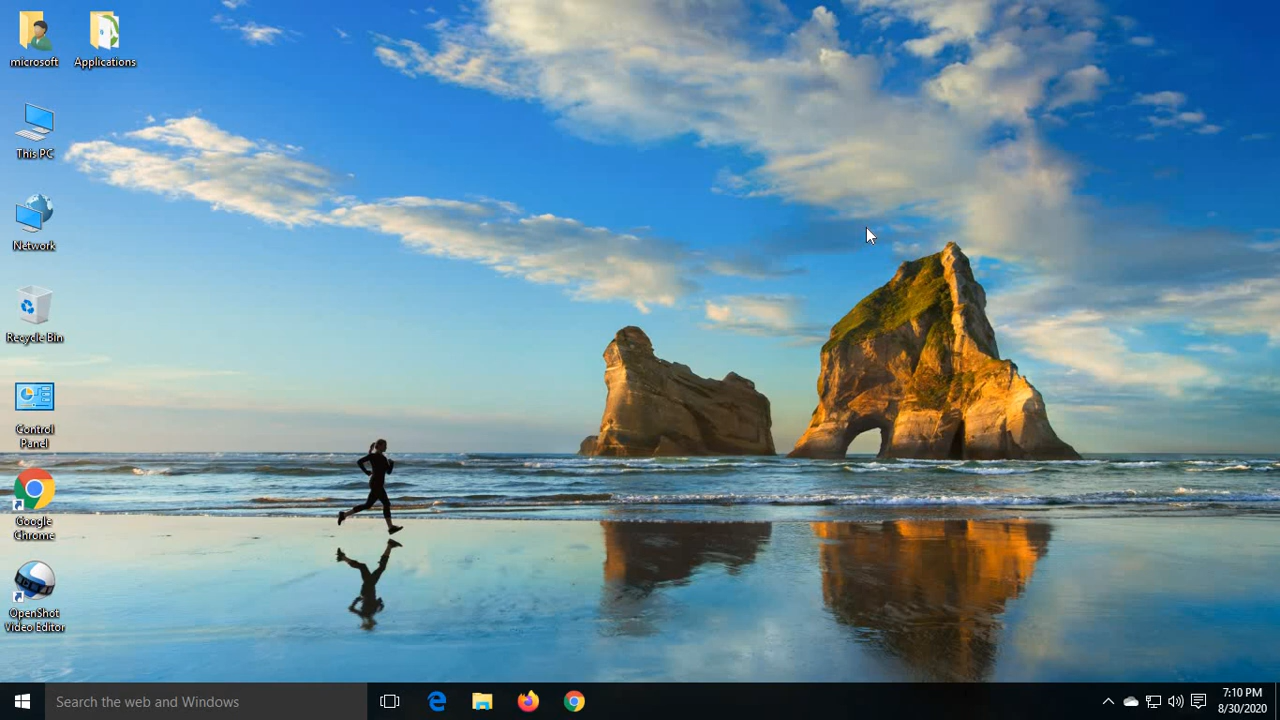 microsoft
Applications
This PC
Network
Recycle Bin
Control
Panel
Google
Chrome
OpenShot
Video Editor
Search the web and Windows
7:10 PM
8/30/2020